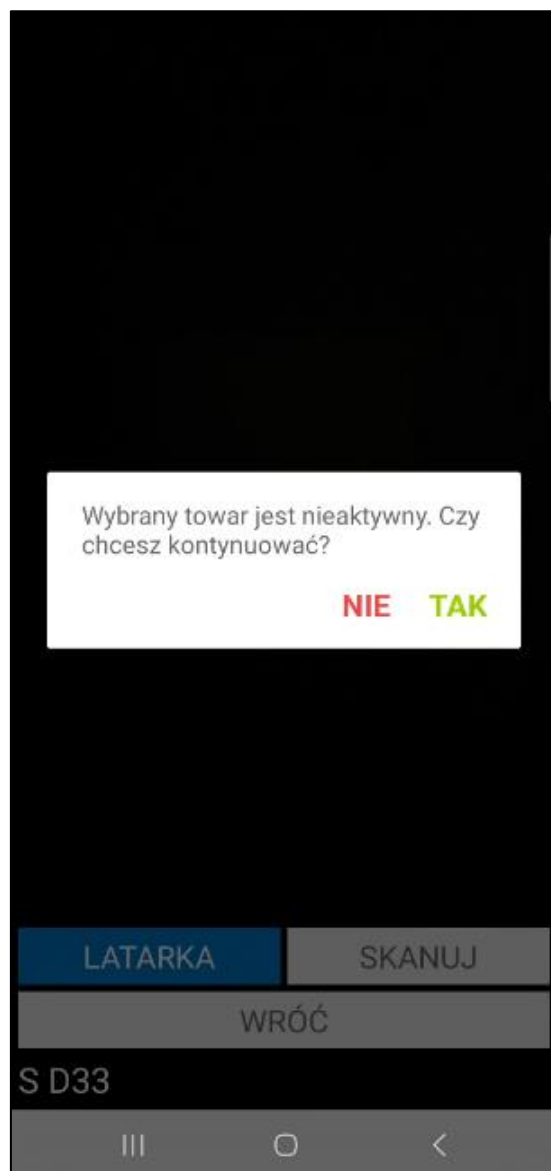 Wybrany towar jest nieaktywny. Czy
chcesz kontynuować?
NIE TAK
LATARKA SKANUJ
WRÓĆ
S D33